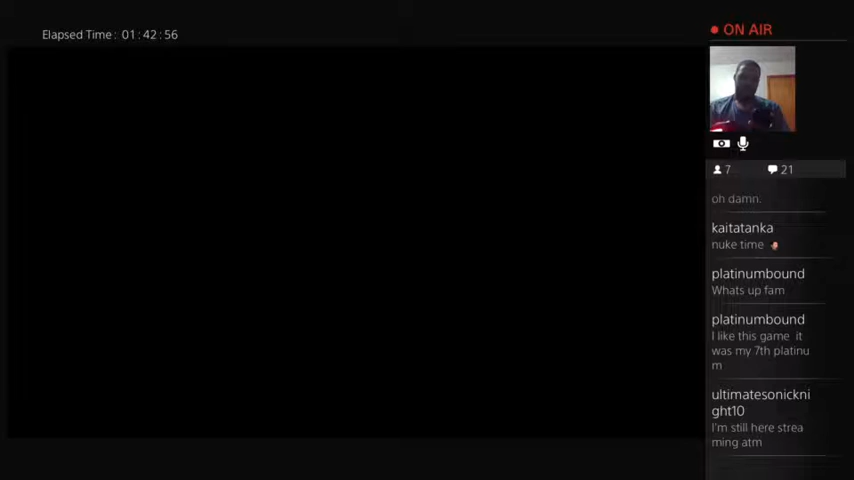 Elapsed Time: 01:42:56
ON AIR
7
21
oh damn.
kaitatanka
nuke time
platinumbound
Whats up fam
platinumbound
I like this game it
was my 7th platinu
m
ultimatesonickni
ght10
I'm still here strea
ming atm